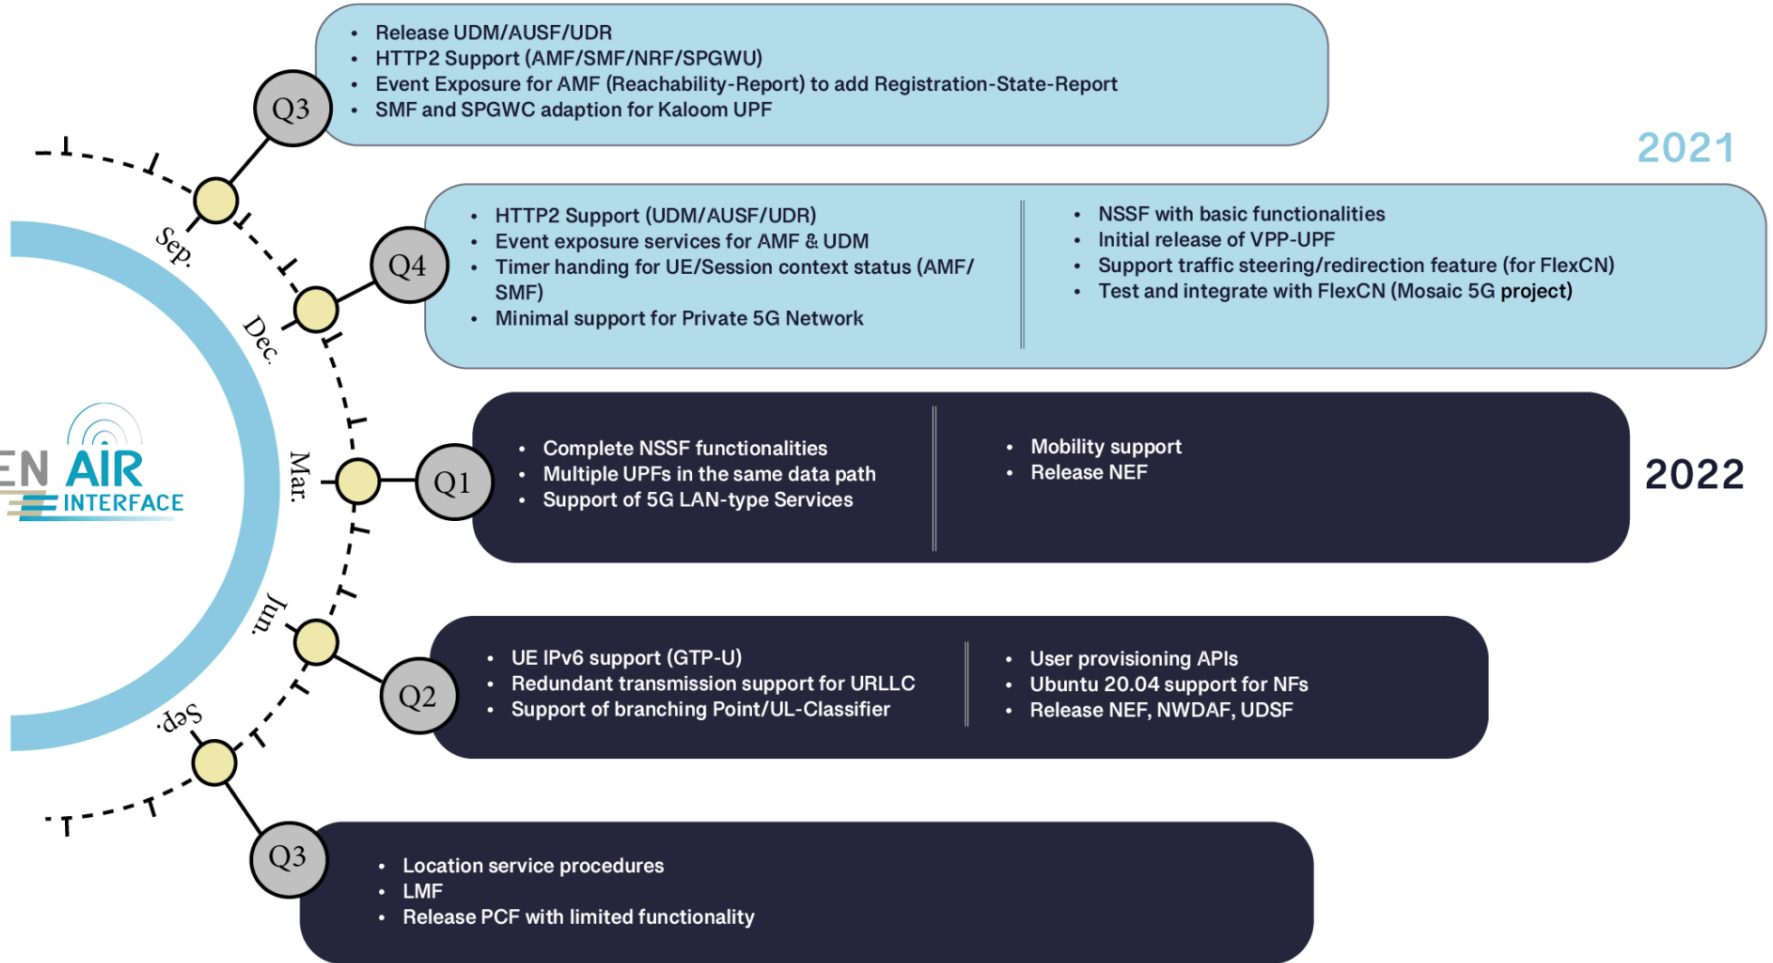 Q3
• Release UDM/AUSF/UDR
• HTTP2 Support (AMF/SMF/NRF/SPGWU)
• Event Exposure for AMF (Reachability-Report) to add Registration-State-Report
• SMF and SPGWC adaption for Kaloom UPF
Sep.
2021
Q4
• HTTP2 Support (UDM/AUSF/UDR)
• Event exposure services for AMF & UDM
• Timer handing for UE/Session context status (AMF/
SMF)
• Minimal support for Private 5G Network
• NSSF with basic functionalities
• Initial release of VPP-UPF
• Support traffic steering/redirection feature (for FlexCN)
• Test and integrate with FlexCN (Mosaic 5G project)
Dec.
EN AIR
INTERFACE
Mar.
Q1
• Complete NSSF functionalities
• Multiple UPFs in the same data path
• Support of 5G LAN-type Services
• Mobility support
• Release NEF
2022
Jun.
Q2
• UE IPv6 support (GTP-U)
• Redundant transmission support for URLLC
• Support of branching Point/UL-Classifier
• User provisioning APIs
• Ubuntu 20.04 support for NFs
• Release NEF, NWDAF, UDSF
Sep.
Q3
• Location service procedures
• LMF
• Release PCF with limited functionality